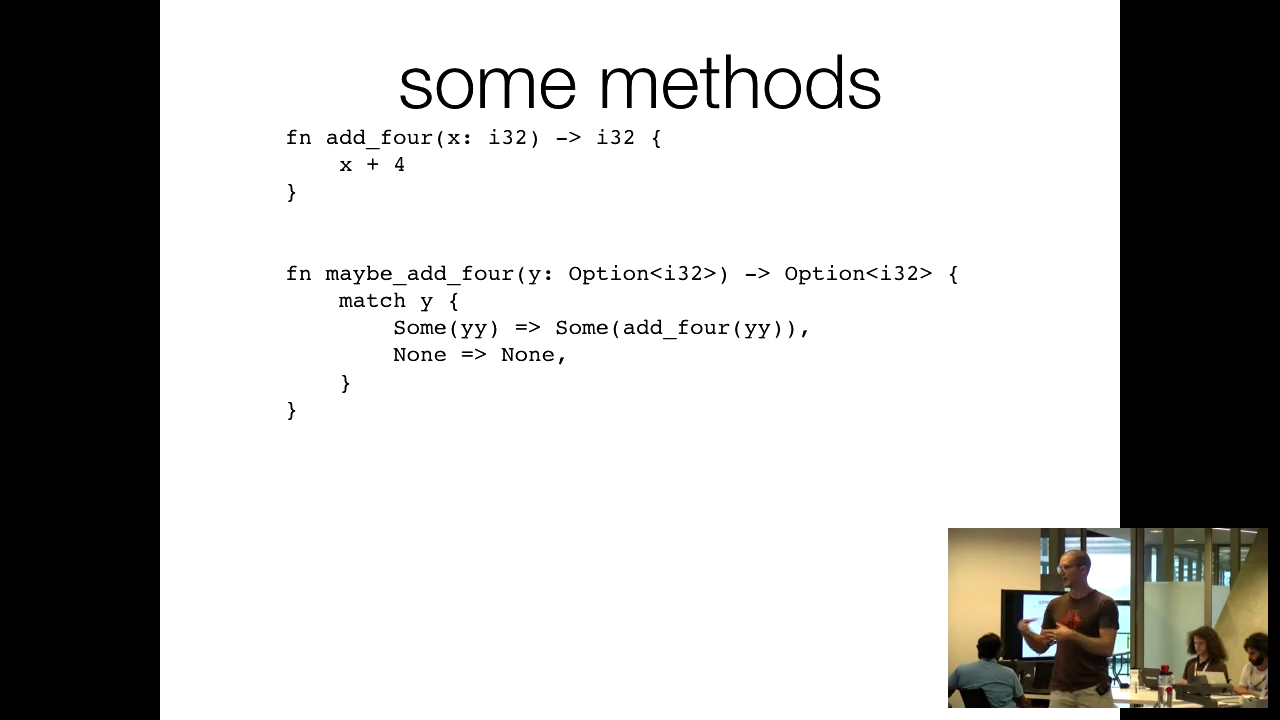 some methods
fn add_four(x: i32) -> i32 {
    x + 4
}
fn maybe_add_four(y: Option<i32>) -> Option<i32> {
    match y {
        Some(yy) => Some(add_four(yy)),
        None => None,
    }
}